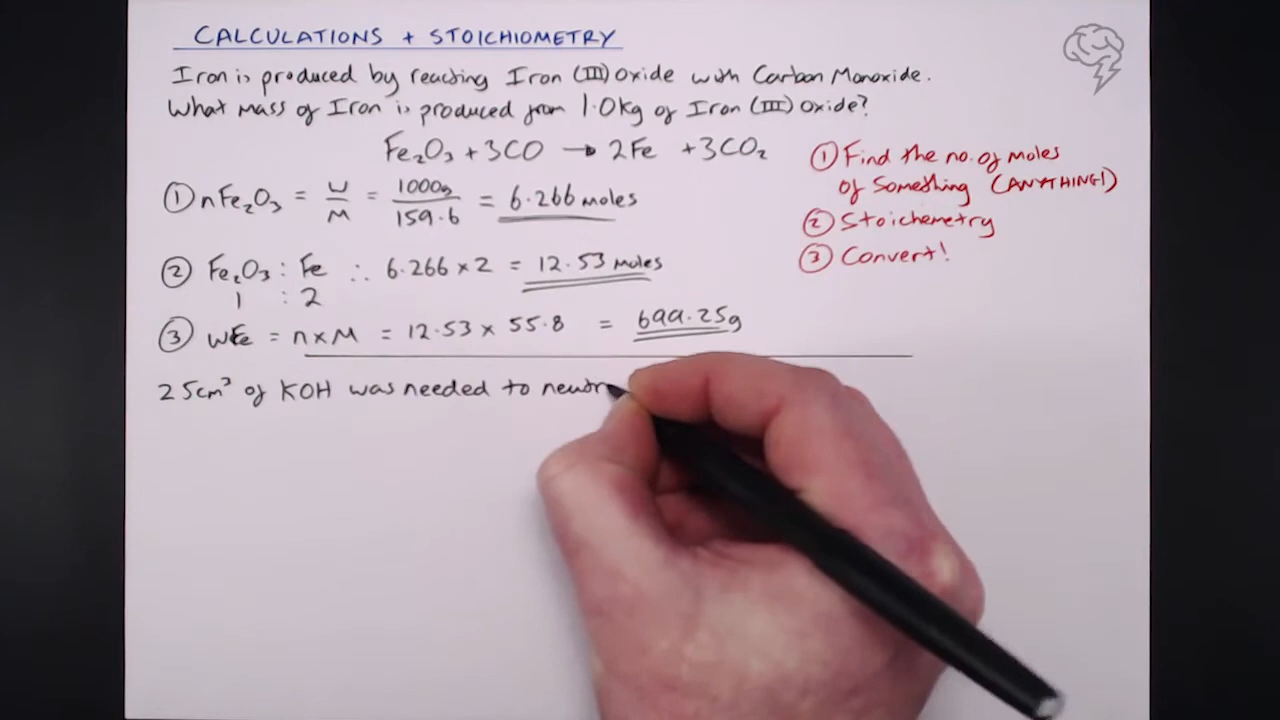 CALCULATIONS + STOICHIOMETRY
Iron is produced by reacting Iron (III) Oxide with Carbon Monoxide.
What mass of Iron is produced from 1.0kg of Iron (III) Oxide?
Fe₂O₃ + 3CO → 2Fe + 3CO₂
① nFe₂O₃ = w/M = 1000g/159.6 = 6.266 moles
② Fe₂O₃ : Fe ∴ 6.266 × 2 = 12.53 moles
1 : 2
③ wFe = n × M = 12.53 × 55.8 = 699.25g
25cm³ of KOH was needed to neutr
① Find the no. of moles
of something (ANYTHING!)
② Stoichemetry
③ Convert!